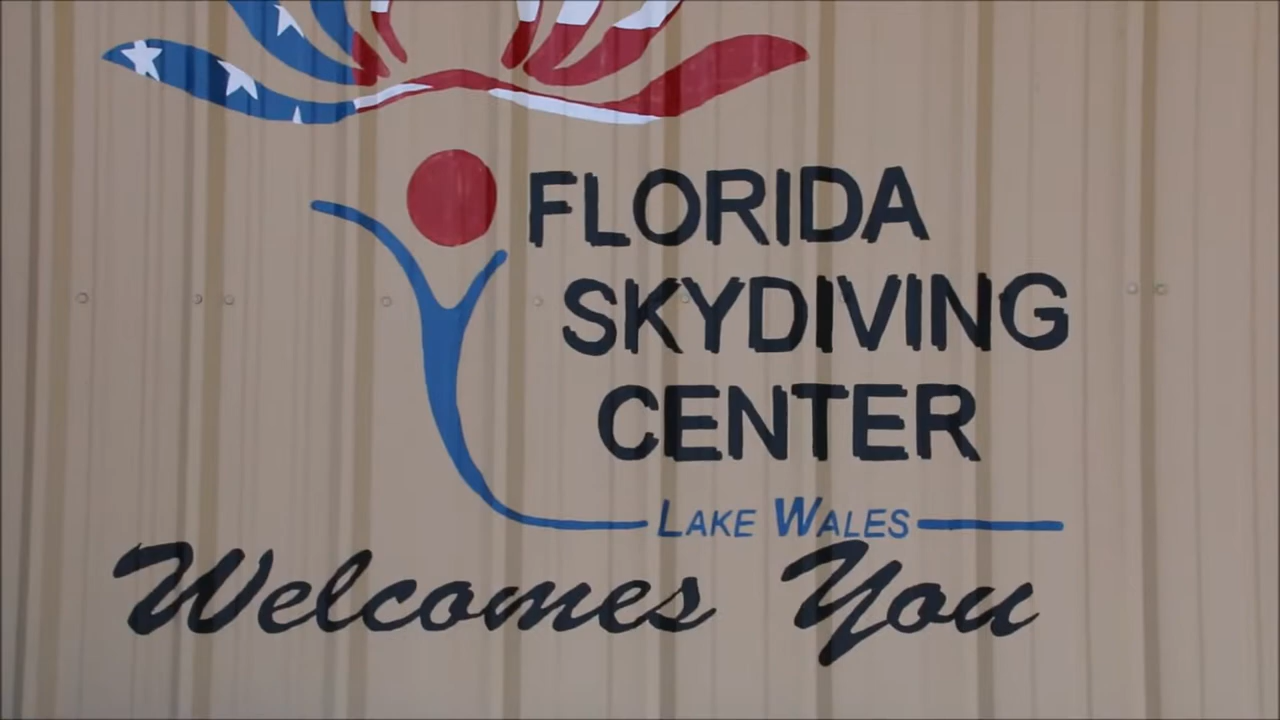 FLORIDA
SKYDIVING
CENTER
LAKE WALES
Welcomes You